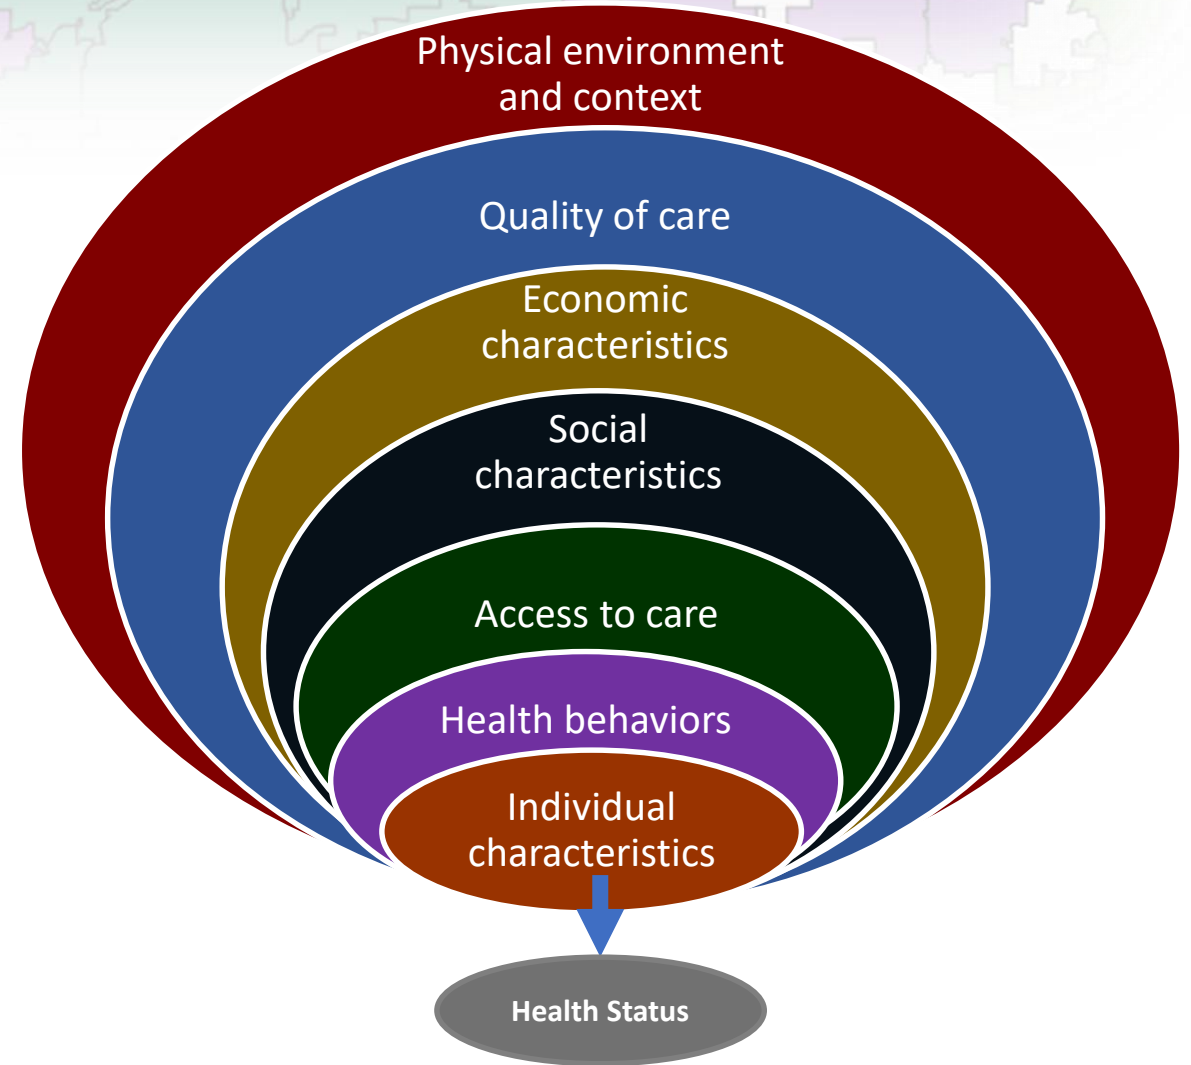 Physical environment
and context
Quality of care
Economic
characteristics
Social
characteristics
Access to care
Health behaviors
Individual
characteristics
Health Status